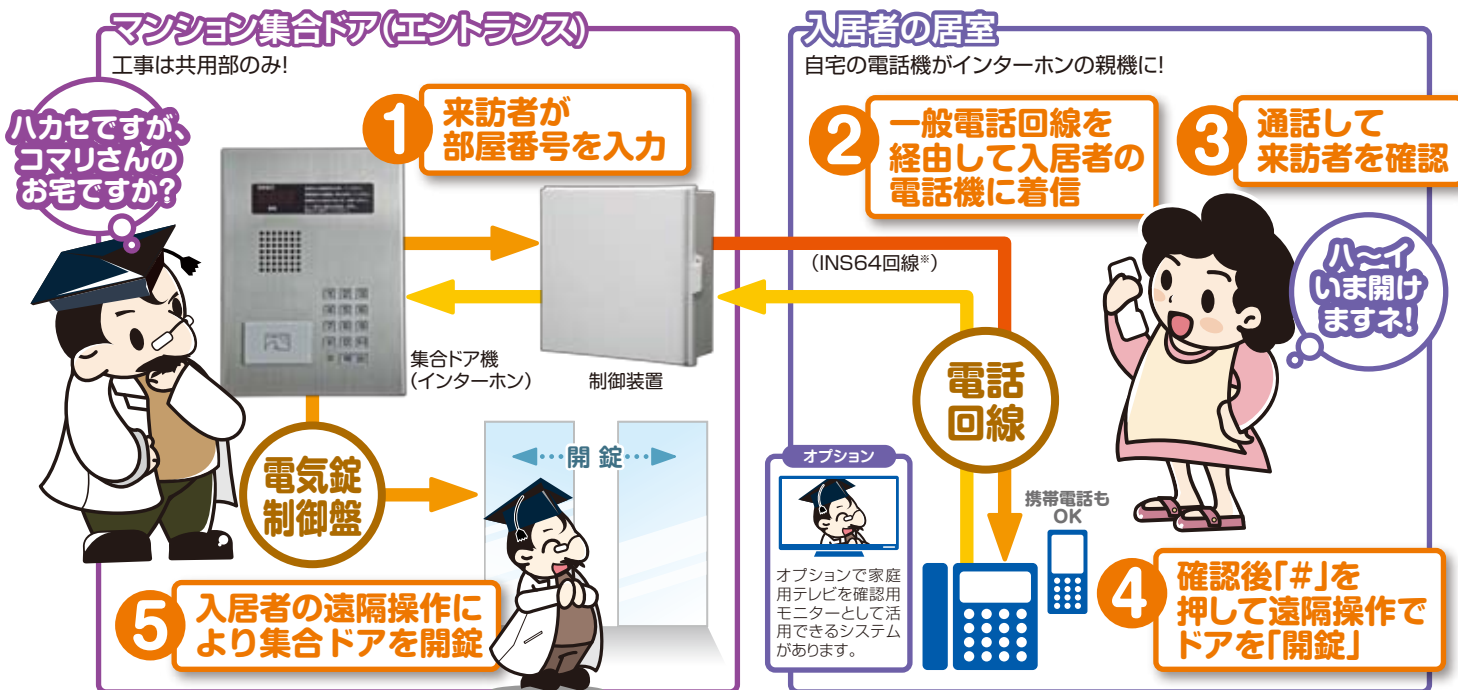 マンション集合ドア(エントランス)
工事は共用部のみ!
ハカセですが、
コマリさんの
お宅ですか?
1
来訪者が
部屋番号を入力
集合ドア機
(インターホン)
制御装置
電気錠
制御盤
開錠
5
入居者の遠隔操作に
より集合ドアを開錠
入居者の居室
自宅の電話機がインターホンの親機に!
2
一般電話回線を
経由して入居者の
電話機に着信
3
通話して
来訪者を確認
(INS64回線※)
ハ〜イ
いま開け
ますネ!
電話
回線
オプション
オプションで家庭
用テレビを確認用
モニターとして活
用できるシステム
があります。
携帯電話も
OK
4
確認後「#」を
押して遠隔操作で
ドアを「開錠」